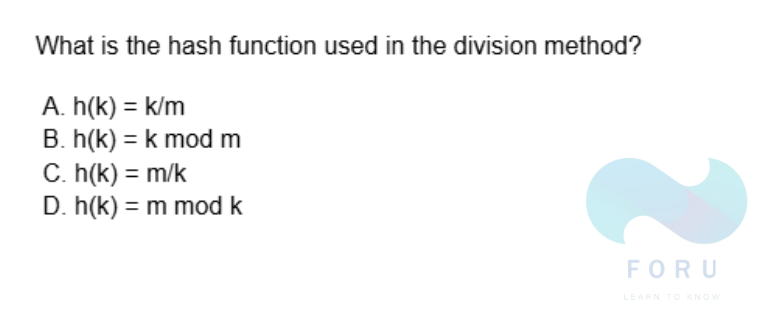 What is the hash function used in the division method?
A. h(k) = k/m
B. h(k) = k mod m
C. h(k) = m/k
D. h(k) = m mod k
FORU
LEARN TO KNOW